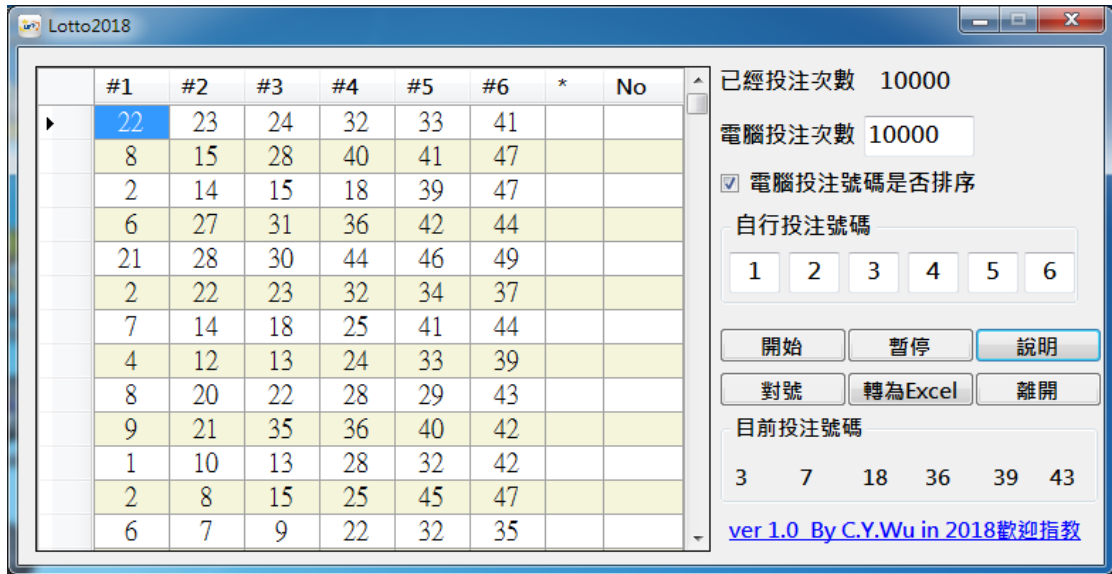 Lotto2018
#1 #2 #3 #4 #5 #6 * No
22 23 24 32 33 41
8 15 28 40 41 47
2 14 15 18 39 47
6 27 31 36 42 44
21 28 30 44 46 49
2 22 23 32 34 37
7 14 18 25 41 44
4 12 13 24 33 39
8 20 22 28 29 43
9 21 35 36 40 42
1 10 13 28 32 42
2 8 15 25 45 47
6 7 9 22 32 35
已經投注次數 10000
電腦投注次數 10000
電腦投注號碼是否排序
自行投注號碼
1 2 3 4 5 6
開始 暫停 說明
對號 轉為Excel 離開
目前投注號碼
3 7 18 36 39 43
ver 1.0 By C.Y.Wu in 2018歡迎指教